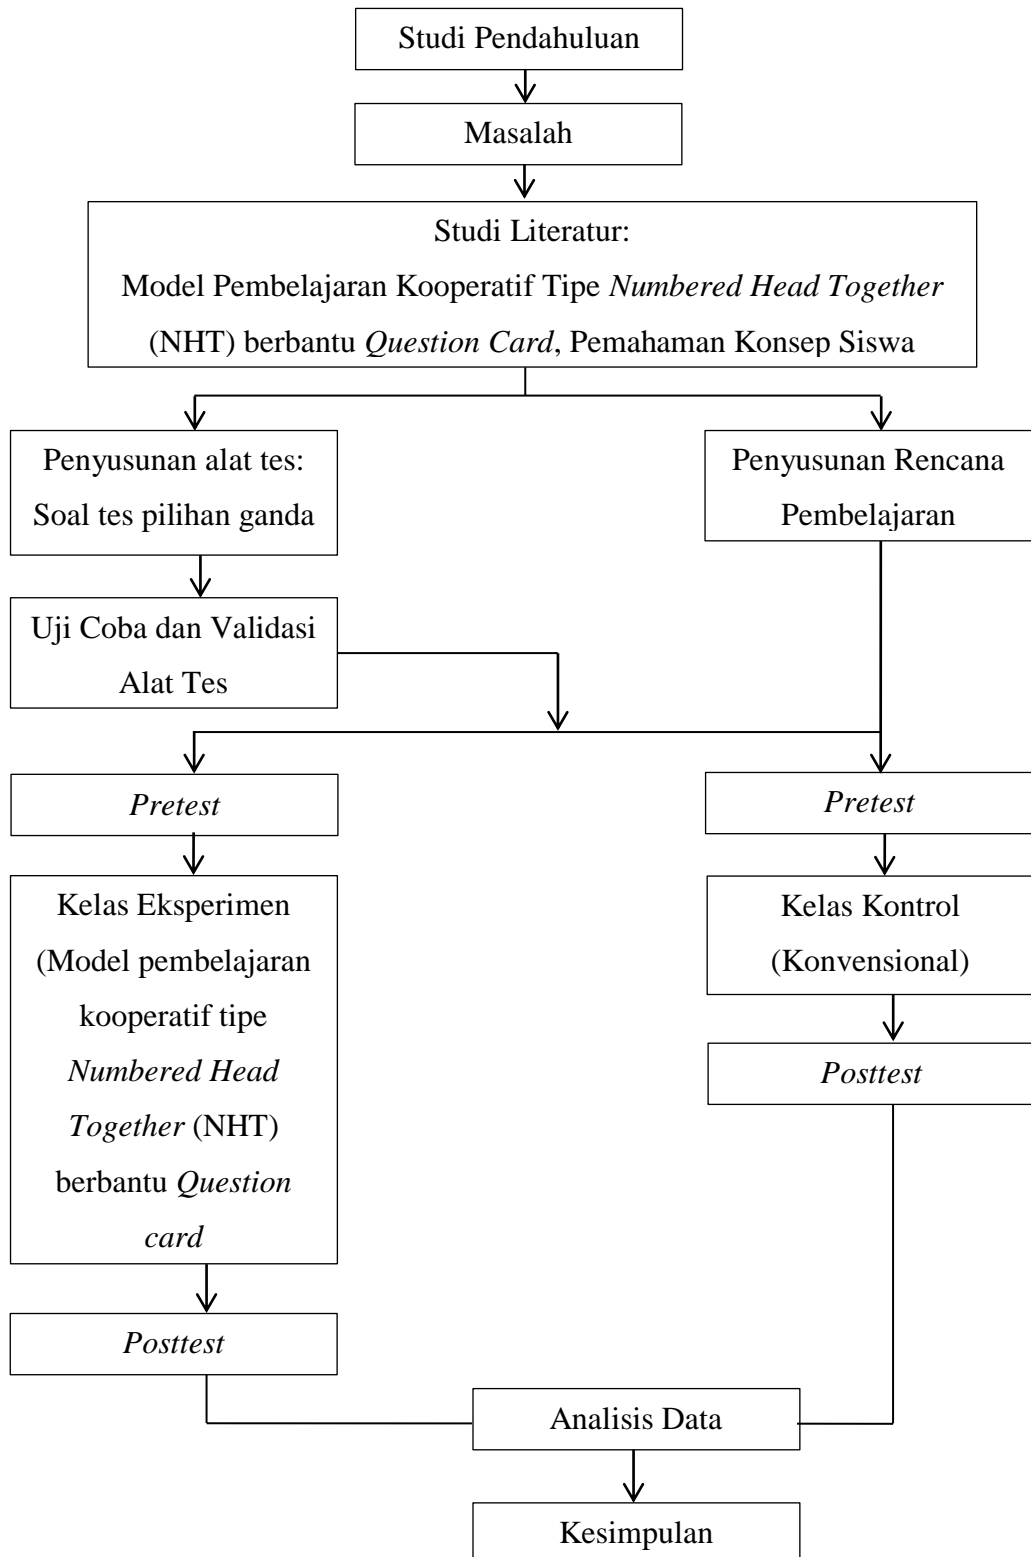 Studi Pendahuluan
Masalah
Studi Literatur:
Model Pembelajaran Kooperatif Tipe Numbered Head Together
(NHT) berbantu Question Card, Pemahaman Konsep Siswa
Penyusunan alat tes:
Soal tes pilihan ganda
Penyusunan Rencana
Pembelajaran
Uji Coba dan Validasi
Alat Tes
Pretest
Pretest
Kelas Eksperimen
(Model pembelajaran
kooperatif tipe
Numbered Head
Together (NHT)
berbantu Question
card
Kelas Kontrol
(Konvensional)
Posttest
Posttest
Analisis Data
Kesimpulan